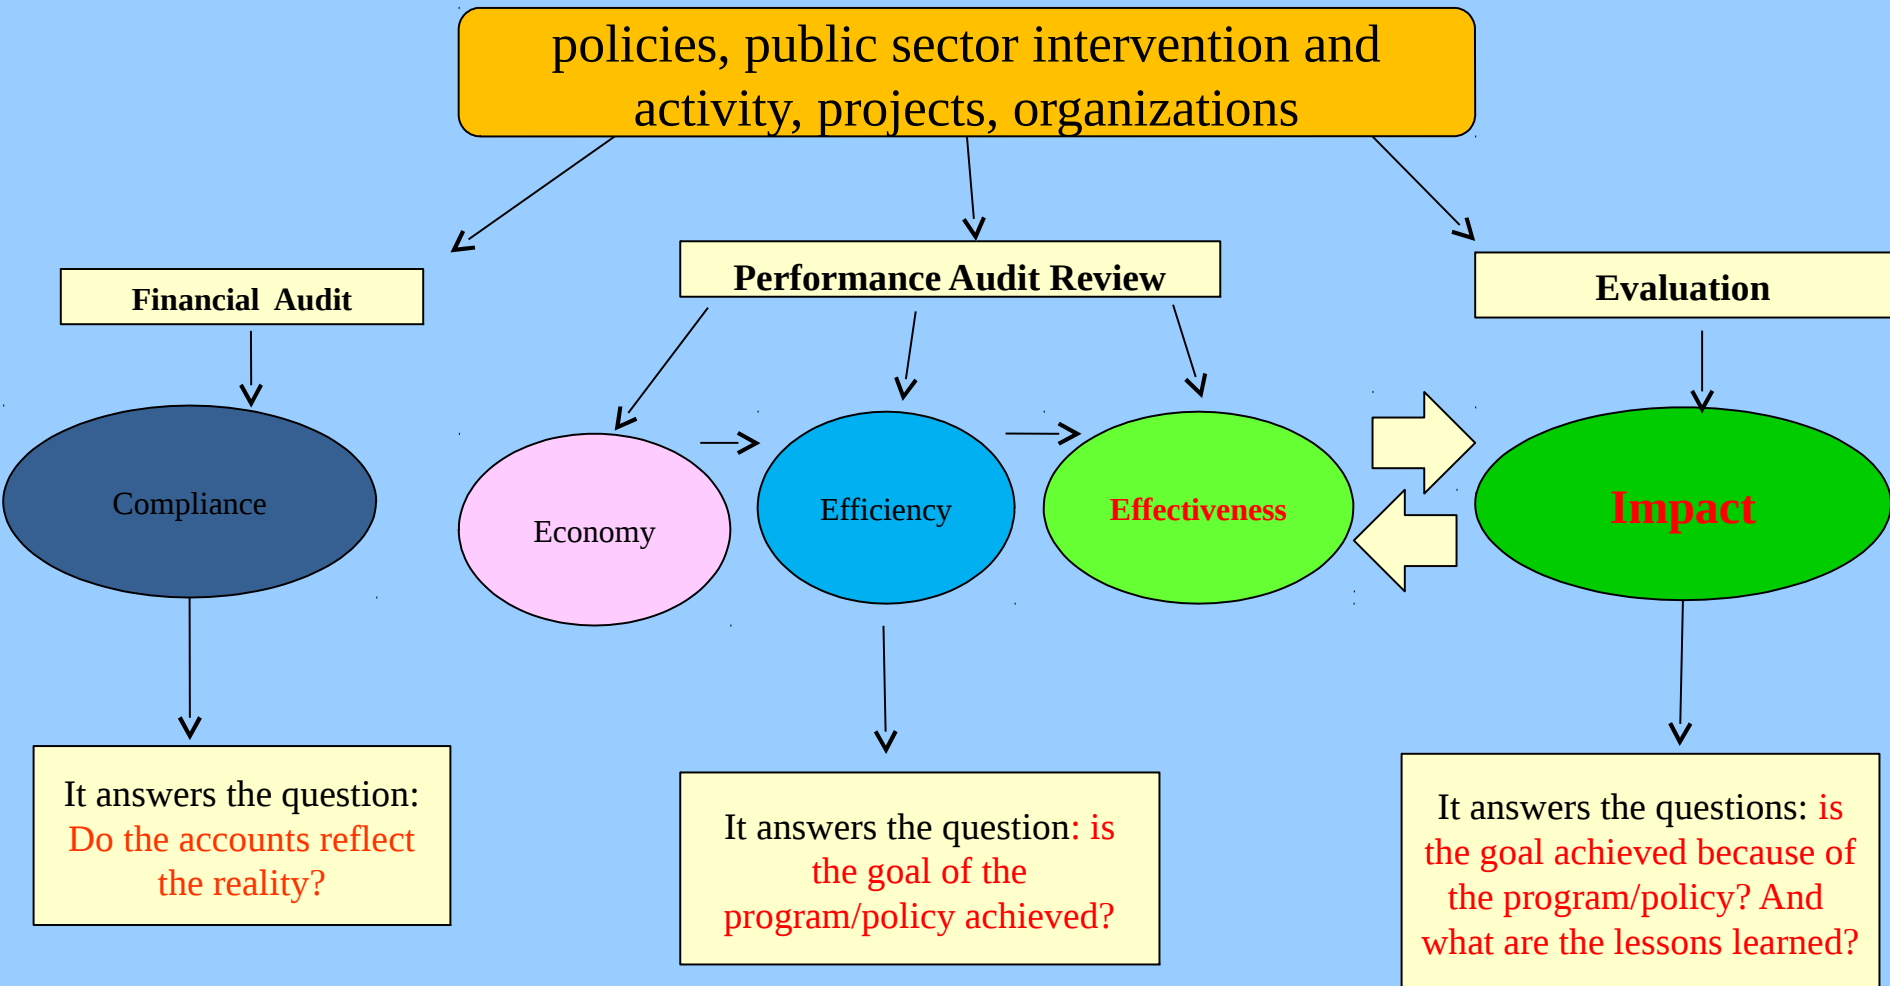 policies, public sector intervention and
activity, projects, organizations
Financial  Audit
Performance Audit Review
Evaluation
Compliance
Economy
Efficiency
Effectiveness
Impact
It answers the question:
Do the accounts reflect
the reality?
It answers the question: is
the goal of the
program/policy achieved?
It answers the questions: is
the goal achieved because of
the program/policy? And
what are the lessons learned?